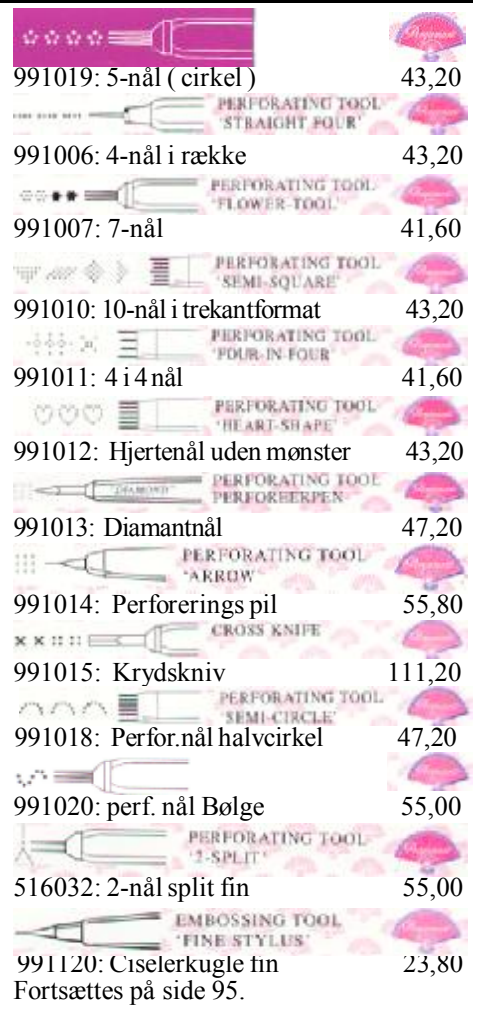 Pergamano
991019: 5-nål ( cirkel ) 43,20
PERFORATING TOOL
'STRAIGHT FOUR'
991006: 4-nål i række 43,20
PERFORATING TOOL
'FLOWER-TOOL'
991007: 7-nål 41,60
PERFORATING TOOL
'SEMI-SQUARE'
991010: 10-nål i trekantformat 43,20
PERFORATING TOOL
'FOUR-IN-FOUR'
991011: 4 i 4 nål 41,60
PERFORATING TOOL
'HEART-SHAPE'
991012: Hjertenål uden mønster 43,20
DIAMOND
PERFORATING TOOL
PERFOREERPEN
991013: Diamantnål 47,20
PERFORATING TOOL
'ARROW'
991014: Perforerings pil 55,80
CROSS KNIFE
991015: Krydskniv 111,20
PERFORATING TOOL
'SEMI-CIRCLE'
991018: Perfor.nål halvcirkel 47,20
991020: perf. nål Bølge 55,00
PERFORATING TOOL
'2-SPLIT'
516032: 2-nål split fin 55,00
EMBOSSING TOOL
'FINE STYLUS'
991120: Ciselerkugle fin 23,80
Fortsættes på side 95.